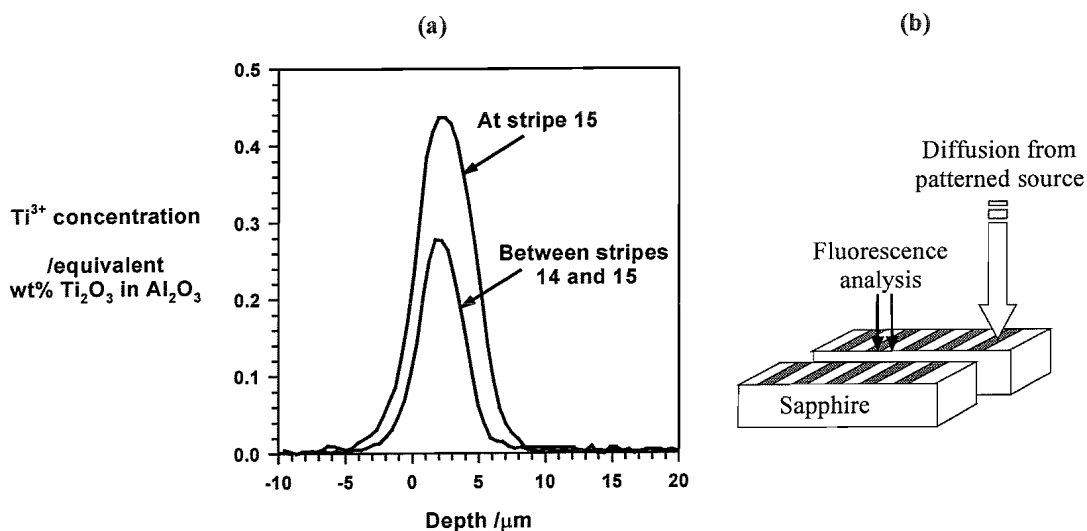 (a)
0.5
0.4
0.3
0.2
0.1
0.0
-10
-5
0
5
10
15
20
Depth /μm
Ti³⁺ concentration
/equivalent
wt% Ti₂O₃ in Al₂O₃
At stripe 15
Between stripes
14 and 15
(b)
Diffusion from
patterned source
Fluorescence
analysis
Sapphire